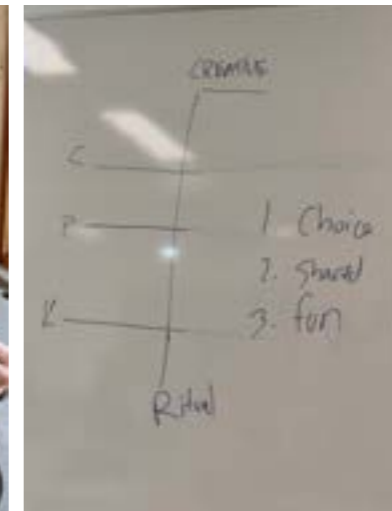 CREATIVE
C
P
1. Choice
2. Shared
3. fun
R
Ritual